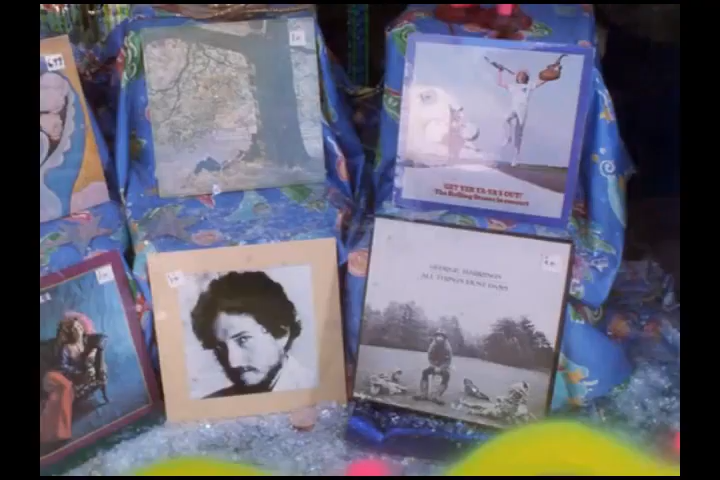 'GET YER YA-YA'S OUT!'
The Rolling Stones in concert
GEORGE HARRISON
ALL THINGS MUST PASS